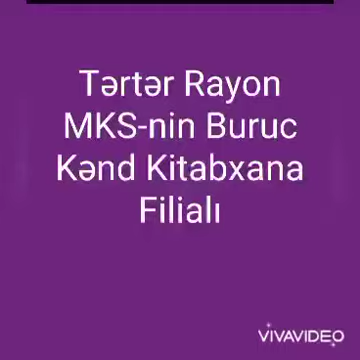 Tərtər Rayon
MKS-nin Buruc
Kənd Kitabxana
Filialı
VIVAVIDEO